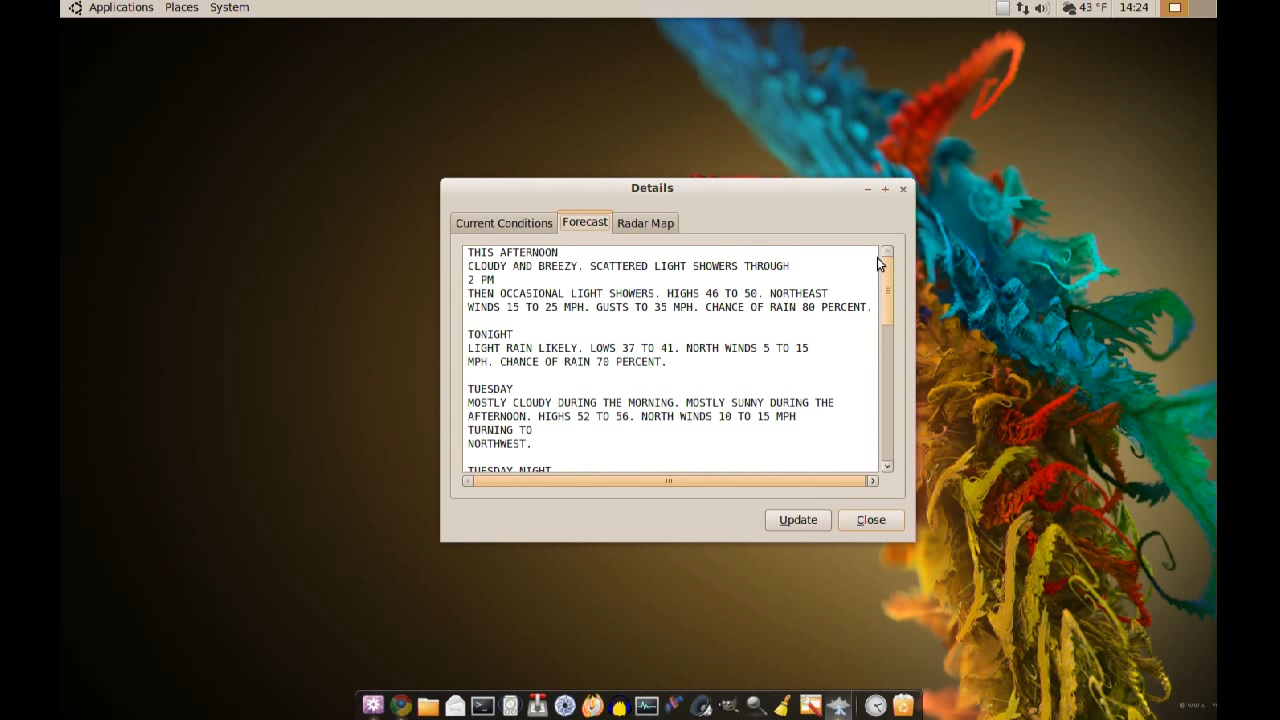 Applications Places System
43 °F 14:24
Details
Current Conditions Forecast Radar Map
THIS AFTERNOON
CLOUDY AND BREEZY. SCATTERED LIGHT SHOWERS THROUGH
2 PM
THEN OCCASIONAL LIGHT SHOWERS. HIGHS 46 TO 50. NORTHEAST
WINDS 15 TO 25 MPH. GUSTS TO 35 MPH. CHANCE OF RAIN 80 PERCENT.
TONIGHT
LIGHT RAIN LIKELY. LOWS 37 TO 41. NORTH WINDS 5 TO 15
MPH. CHANCE OF RAIN 70 PERCENT.
TUESDAY
MOSTLY CLOUDY DURING THE MORNING. MOSTLY SUNNY DURING THE
AFTERNOON. HIGHS 52 TO 56. NORTH WINDS 10 TO 15 MPH
TURNING TO
NORTHWEST.
TUESDAY NIGHT
Update Close